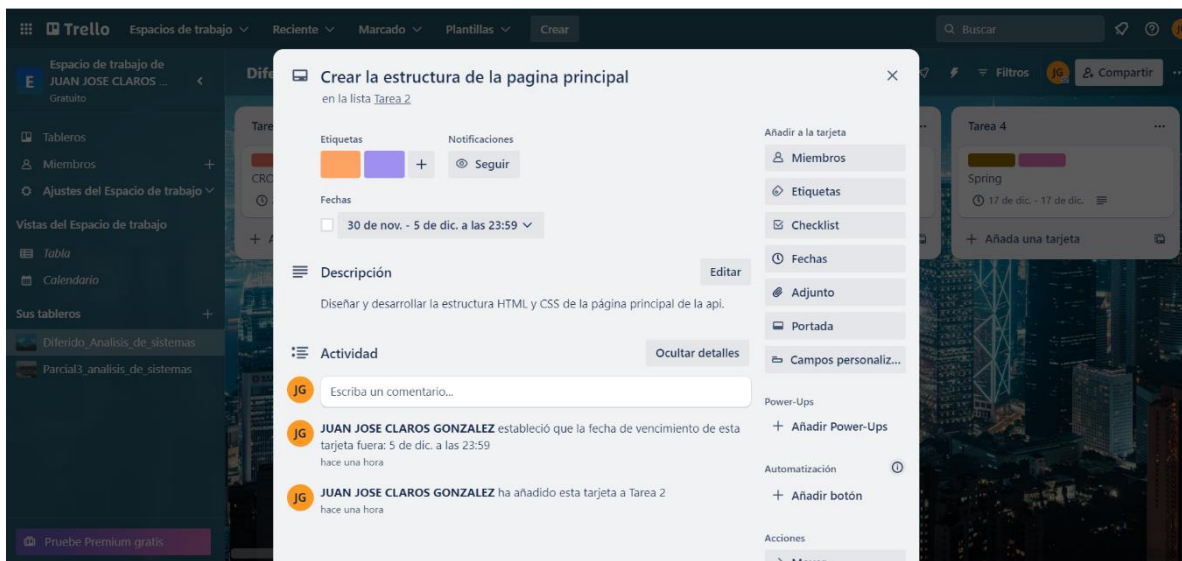 Trello Espacios de trabajo Reciente Marcado Plantillas Crear Buscar
E Espacio de trabajo de
JUAN JOSE CLAROS ...
Gratuito
Tableros
Miembros
Ajustes del Espacio de trabajo
Vistas del Espacio de trabajo
Tabla
Calendario
Sus tableros
Diferido_Analisis_de_sistemas
Parcial3_analisis_de_sistemas
Pruebe Premium gratis
Dife
Filtros JG Compartir
Tare
CRO
+ A
Crear la estructura de la pagina principal
en la lista Tarea 2
Etiquetas
Notificaciones
+ Seguir
Fechas
30 de nov. - 5 de dic. a las 23:59
Descripción Editar
Diseñar y desarrollar la estructura HTML y CSS de la página principal de la api.
Actividad Ocultar detalles
JG Escriba un comentario...
JG JUAN JOSE CLAROS GONZALEZ estableció que la fecha de vencimiento de esta
tarjeta fuera: 5 de dic. a las 23:59
hace una hora
JG JUAN JOSE CLAROS GONZALEZ ha añadido esta tarjeta a Tarea 2
hace una hora
Añadir a la tarjeta
Miembros
Etiquetas
Checklist
Fechas
Adjunto
Portada
Campos personaliz...
Power-Ups
+ Añadir Power-Ups
Automatización
+ Añadir botón
Acciones
Tarea 4 ...
Spring
17 de dic. - 17 de dic.
+ Añada una tarjeta